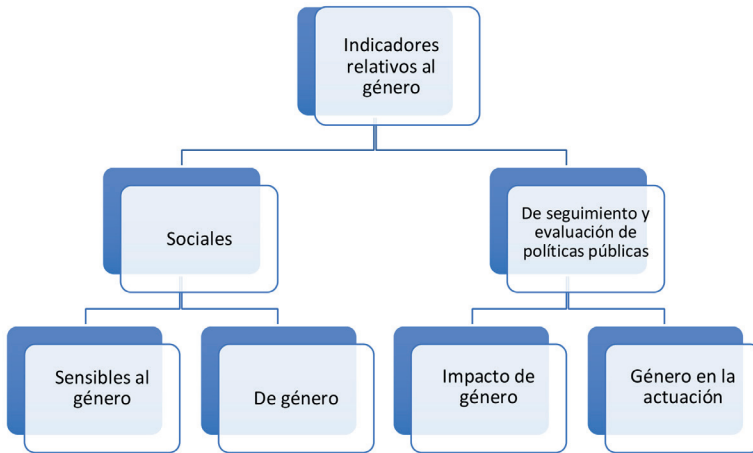 Indicadores
relativos al
género
Sociales
De seguimiento y
evaluación de
políticas públicas
Sensibles al
género
De género
Impacto de
género
Género en la
actuación